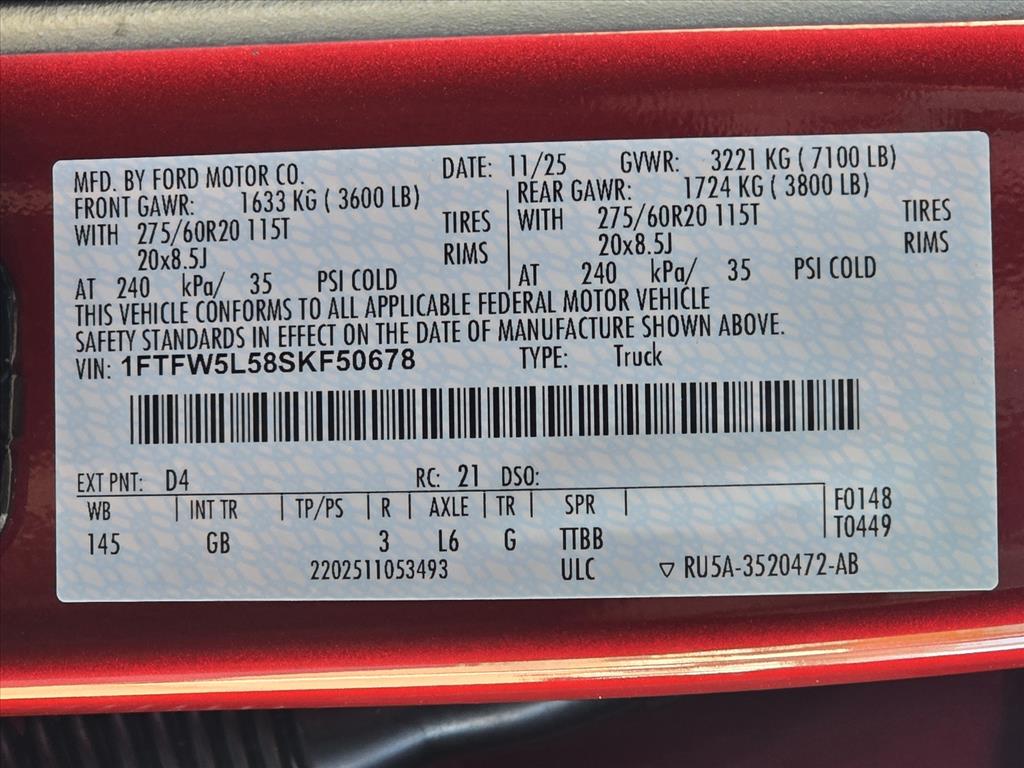 MFD. BY FORD MOTOR CO. DATE: 11/25 GVWR: 3221 KG ( 7100 LB)
FRONT GAWR: 1633 KG ( 3600 LB) REAR GAWR: 1724 KG ( 3800 LB)
WITH 275/60R20 115T TIRES WITH 275/60R20 115T TIRES
20x8.5J RIMS 20x8.5J RIMS
AT 240 kPa/ 35 PSI COLD AT 240 kPa/ 35 PSI COLD
THIS VEHICLE CONFORMS TO ALL APPLICABLE FEDERAL MOTOR VEHICLE
SAFETY STANDARDS IN EFFECT ON THE DATE OF MANUFACTURE SHOWN ABOVE.
VIN: 1FTFW5L58SKF50678 TYPE: Truck
EXT PNT: D4 RC: 21 DSO:
WB INT TR TP/PS R AXLE TR SPR F0148
T0449
145 GB 3 L6 G TTBB
2202511053493 ULC ▽ RU5A-3520472-AB